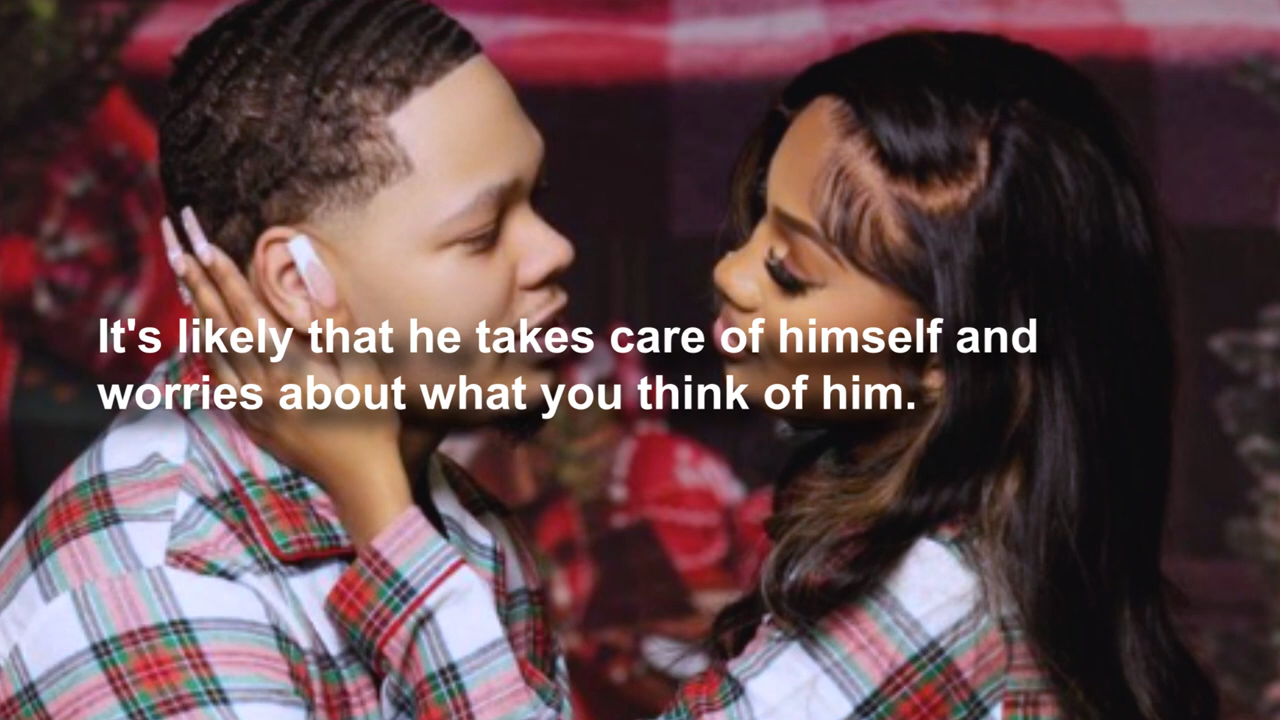 It's likely that he takes care of himself and
worries about what you think of him.